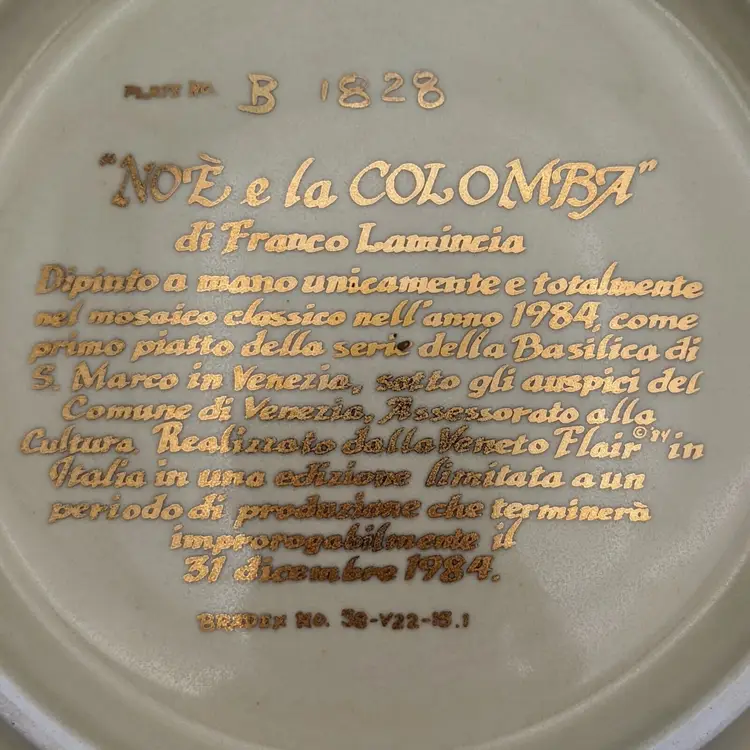 PLATE NO. B 1828
"NOÈ e la COLOMBA"
di Franco Lamincia
Dipinto a mano unicamente e totalmente
nel mosaico classico nell'anno 1984, come
primo piatto della serie della Basilica di
S. Marco in Venezia, sotto gli auspici del
Comune di Venezia, Assessorato alla
Cultura. Realizzato dalla Veneto Flair ©'84 in
Italia in una edizione limitata a un
periodo di produzione che terminerà
improrogabilmente il
31 dicembre 1984.
BRADEX NO. 38-V22-15.1